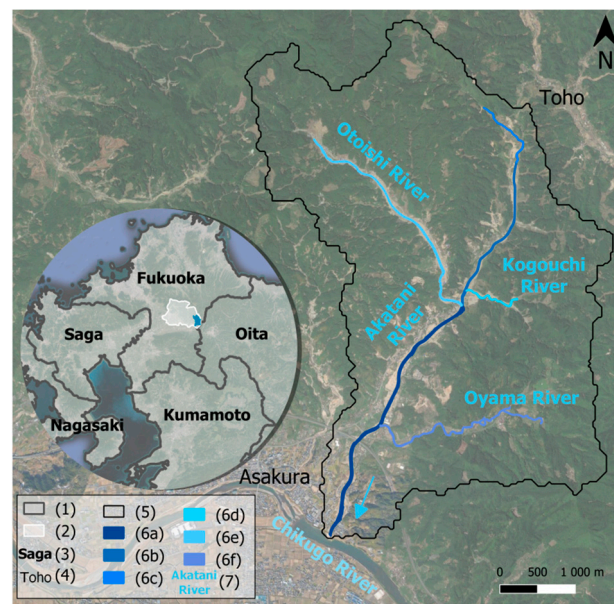 N
Toho
Otoishi River
Kogouchi
River
Akatani
River
Oyama River
Fukuoka
Saga
Oita
Nagasaki
Kumamoto
Asakura
Chikugo River
(1)
(2)
Saga (3)
Toho (4)
(5)
(6a)
(6b)
(6c)
(6d)
(6e)
(6f)
Akatani
River (7)
0 500 1 000 m